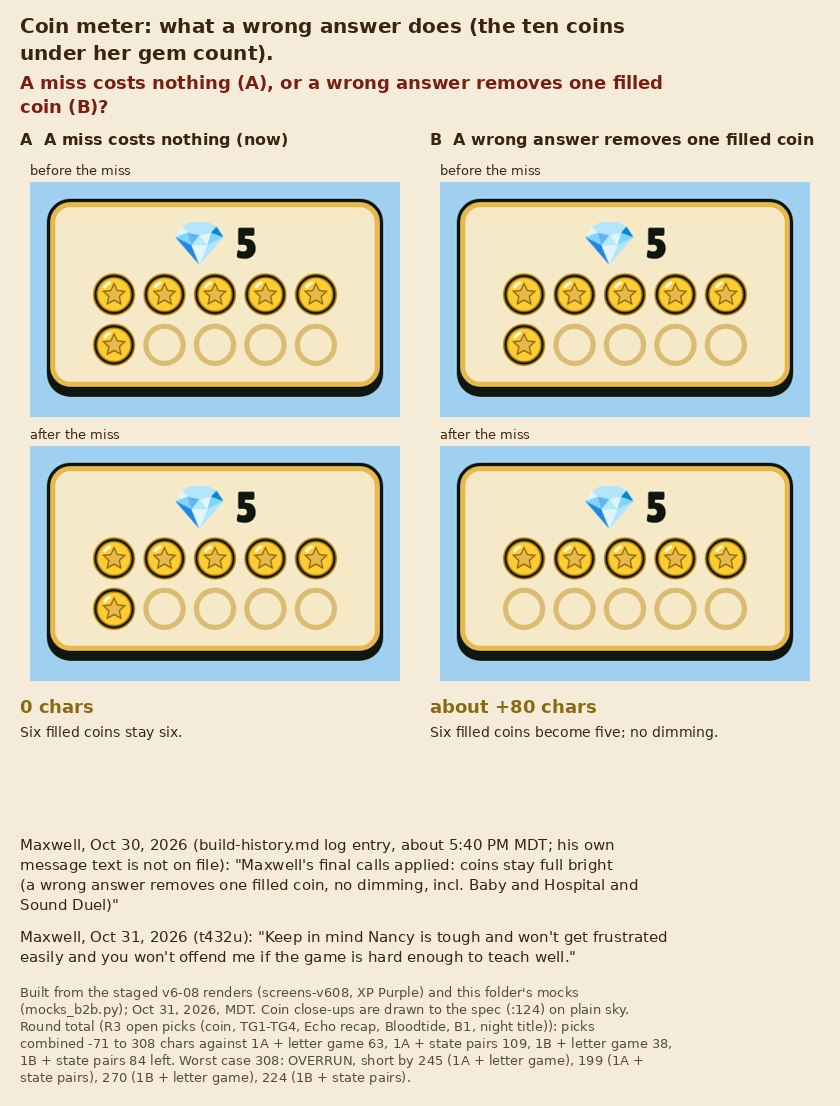 Coin meter: what a wrong answer does (the ten coins
under her gem count).
A miss costs nothing (A), or a wrong answer removes one filled
coin (B)?
A  A miss costs nothing (now)
before the miss
5
after the miss
5
0 chars
Six filled coins stay six.
B  A wrong answer removes one filled coin
before the miss
5
after the miss
5
about +80 chars
Six filled coins become five; no dimming.
Maxwell, Oct 30, 2026 (build-history.md log entry, about 5:40 PM MDT; his own
message text is not on file): "Maxwell's final calls applied: coins stay full bright
(a wrong answer removes one filled coin, no dimming, incl. Baby and Hospital and
Sound Duel)"
Maxwell, Oct 31, 2026 (t432u): "Keep in mind Nancy is tough and won't get frustrated
easily and you won't offend me if the game is hard enough to teach well."
Built from the staged v6-08 renders (screens-v608, XP Purple) and this folder's mocks
(mocks_b2b.py); Oct 31, 2026, MDT. Coin close-ups are drawn to the spec (:124) on plain sky.
Round total (R3 open picks (coin, TG1-TG4, Echo recap, Bloodtide, B1, night title)): picks
combined -71 to 308 chars against 1A + letter game 63, 1A + state pairs 109, 1B + letter game 38,
1B + state pairs 84 left. Worst case 308: OVERRUN, short by 245 (1A + letter game), 199 (1A +
state pairs), 270 (1B + letter game), 224 (1B + state pairs).